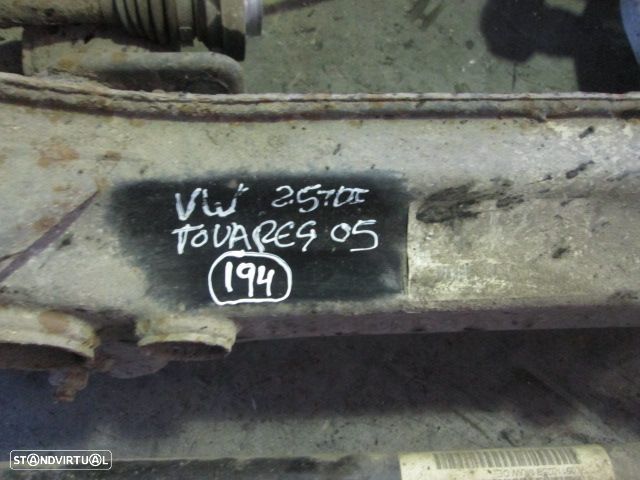 VW 2.5TDI
TOUAREG 05
194
STANDVIRTUAL